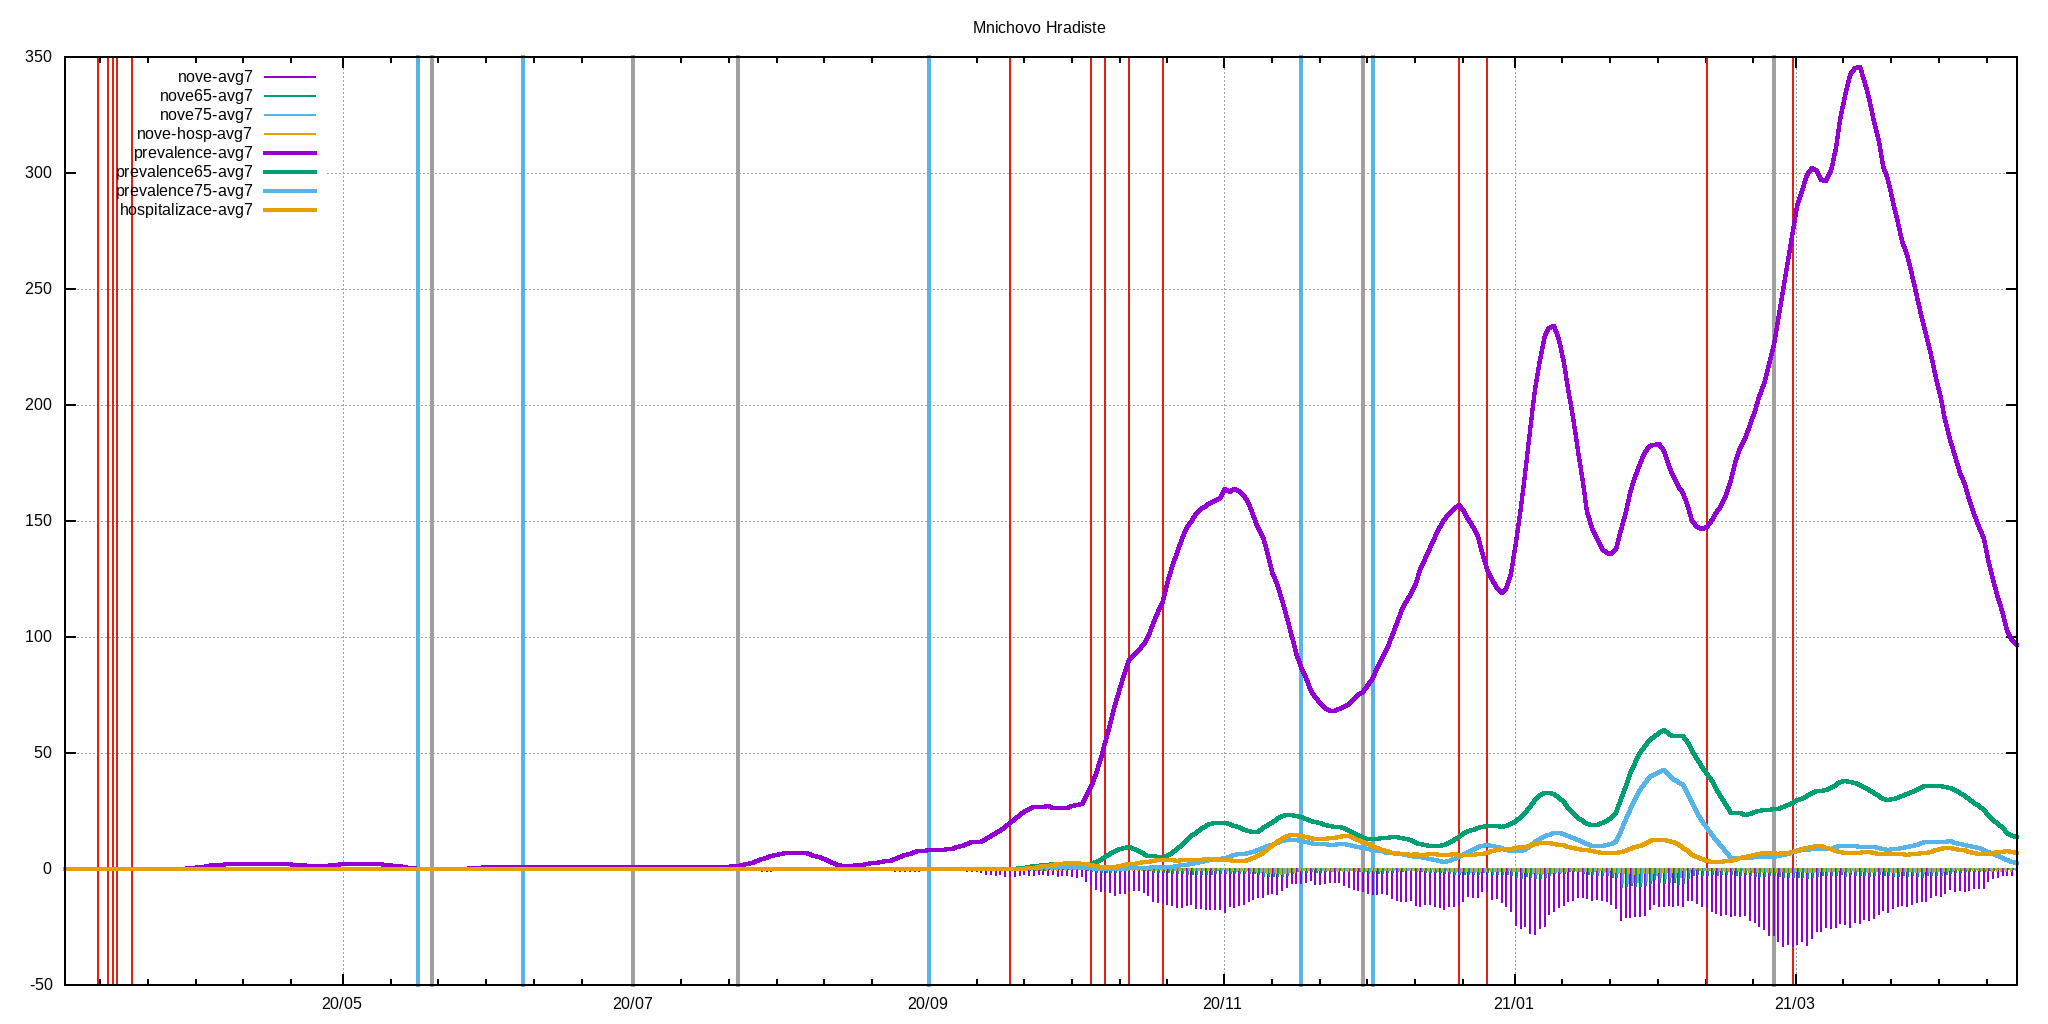 Mnichovo Hradiste
350
300
250
200
150
100
50
0
-50
nove-avg7
nove65-avg7
nove75-avg7
nove-hosp-avg7
prevalence-avg7
prevalence65-avg7
prevalence75-avg7
hospitalizace-avg7
20/05 20/07 20/09 20/11 21/01 21/03